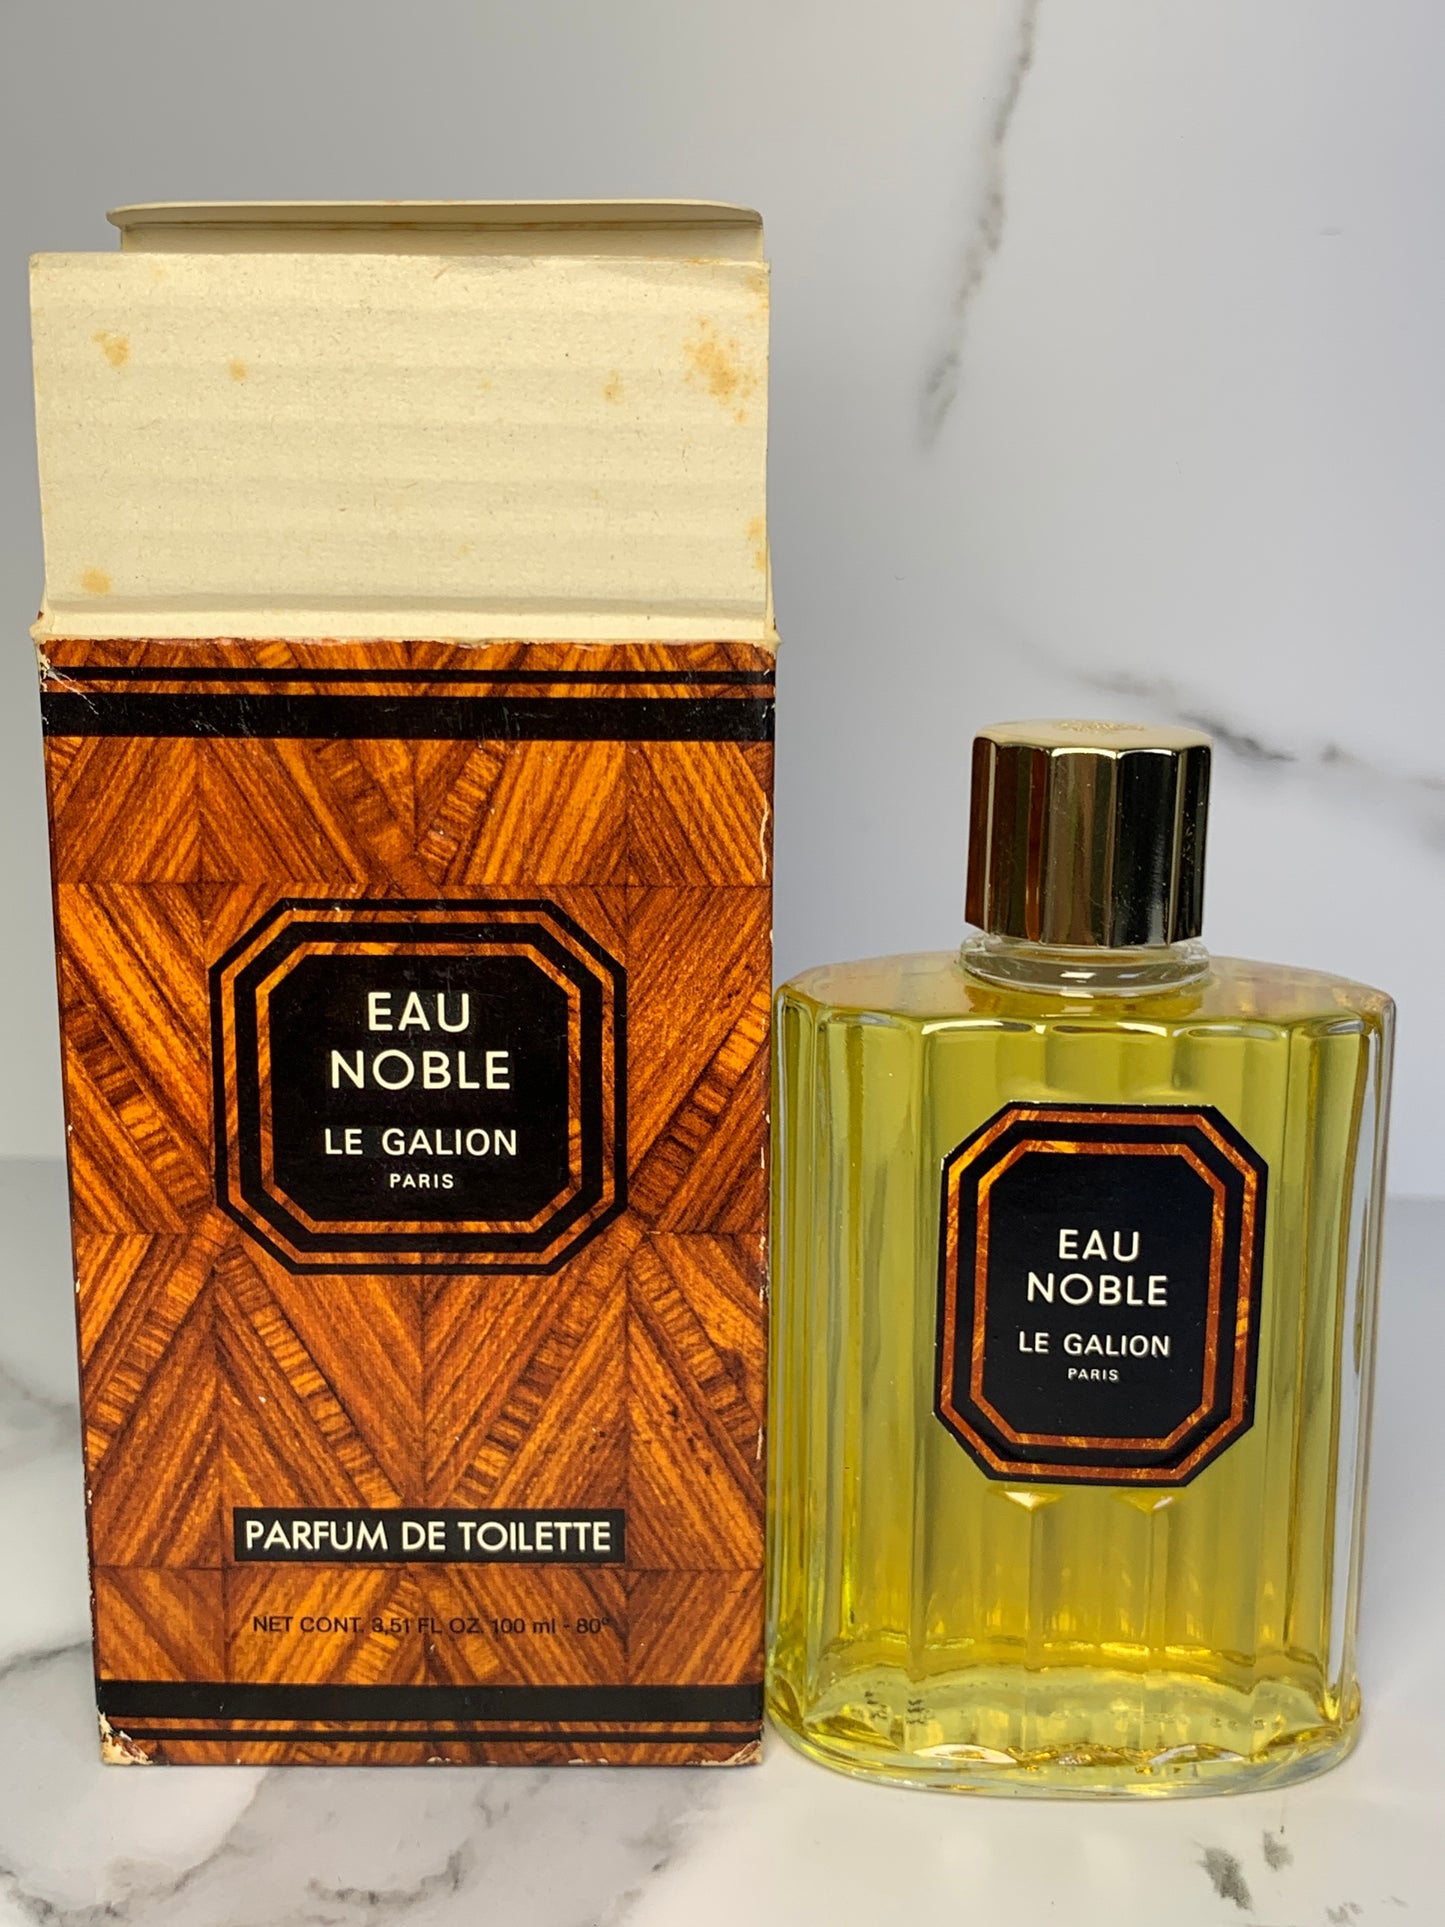 EAU
NOBLE
LE GALION
PARIS
PARFUM DE TOILETTE
NET CONT. 3,51 FL OZ. 100 ml - 80°
EAU
NOBLE
LE GALION
PARIS